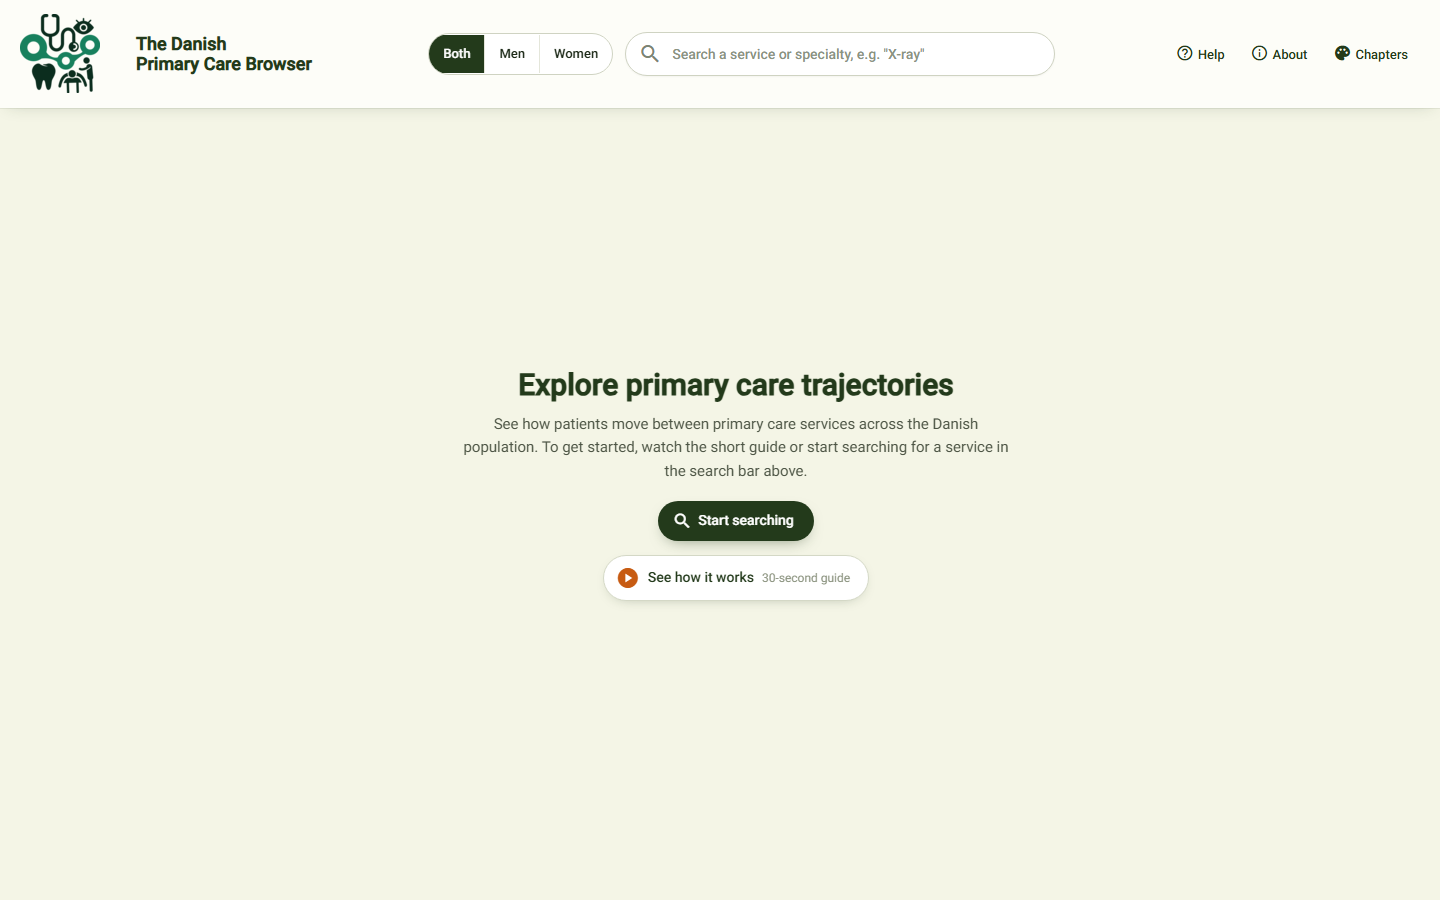 The Danish
Primary Care Browser
Both Men Women
Search a service or specialty, e.g. "X-ray"
Help About Chapters
Explore primary care trajectories
See how patients move between primary care services across the Danish
population. To get started, watch the short guide or start searching for a service in
the search bar above.
Start searching
See how it works 30-second guide